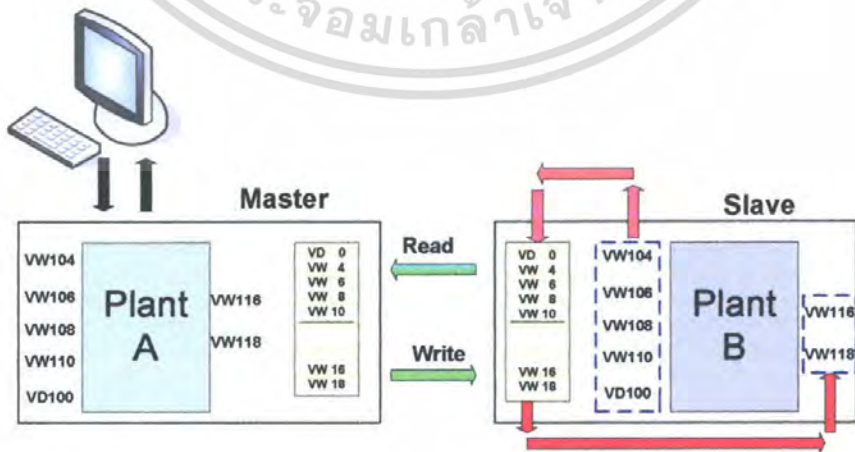 ระจอมเกล้าเจ้า
Master
Slave
VW104
VW106
VW108
VW110
VD100
Plant
A
VW116
VW118
VD 0
VW 4
VW 6
VW 8
VW 10
VW 16
VW 18
Read
Write
VD 0
VW 4
VW 6
VW 8
VW 10
VW 16
VW 18
VW104
VW106
VW108
VW110
VD100
Plant
B
VW116
VW118